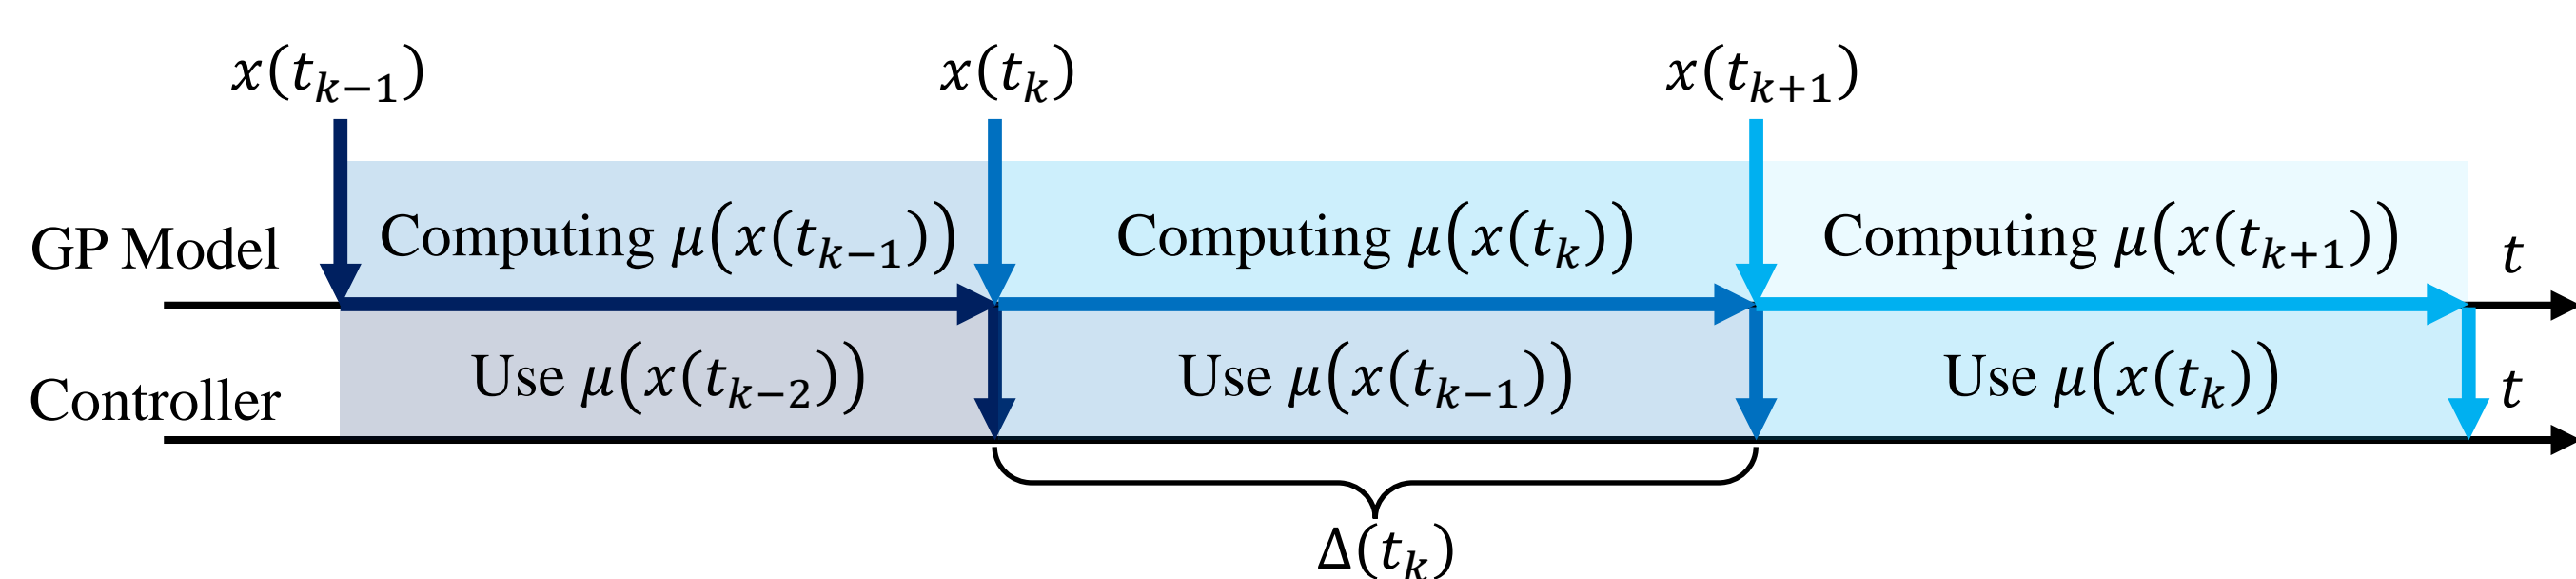 x(t_{k-1}) x(t_k) x(t_{k+1})
GP Model Computing μ(x(t_{k-1})) Computing μ(x(t_k)) Computing μ(x(t_{k+1})) t
Controller Use μ(x(t_{k-2})) Use μ(x(t_{k-1})) Use μ(x(t_k)) t
Δ(t_k)